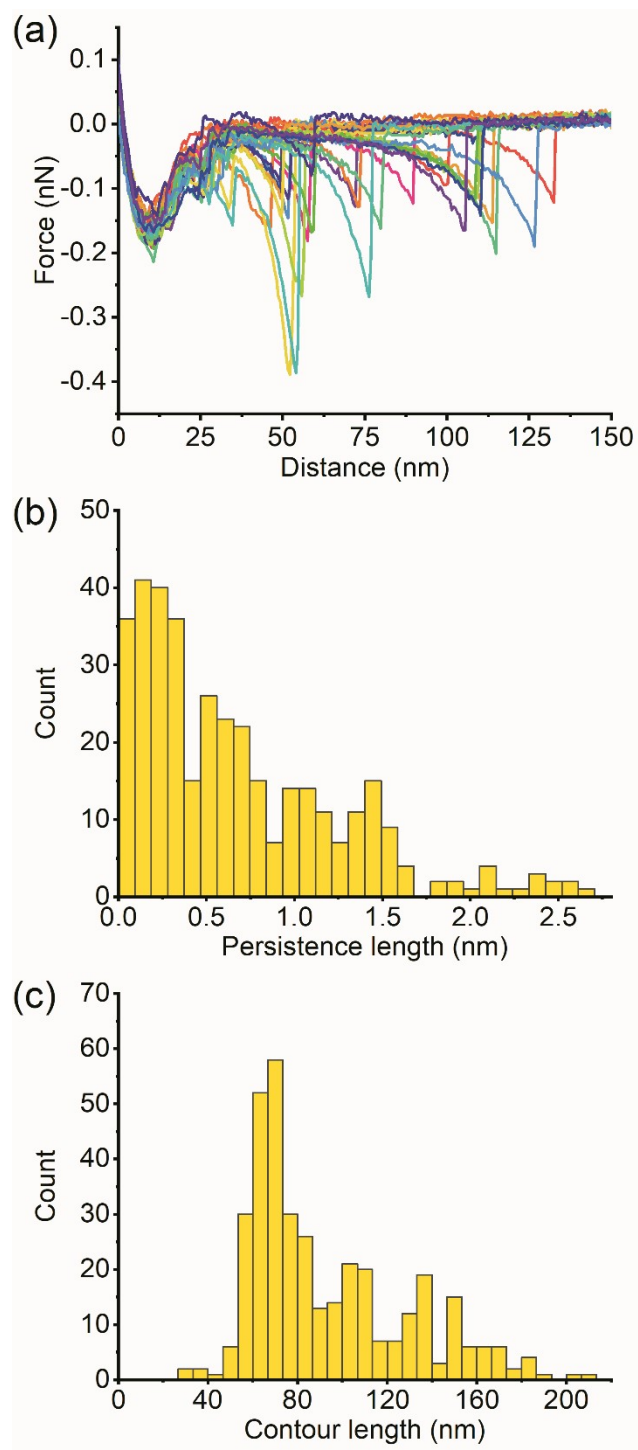 (a)
0.1
0.0
-0.1
-0.2
-0.3
-0.4
Force (nN)
0 25 50 75 100 125 150
Distance (nm)
(b)
50
40
30
20
10
0
Count
0.0 0.5 1.0 1.5 2.0 2.5
Persistence length (nm)
(c)
70
60
50
40
30
20
10
0
Count
0 40 80 120 160 200
Contour length (nm)